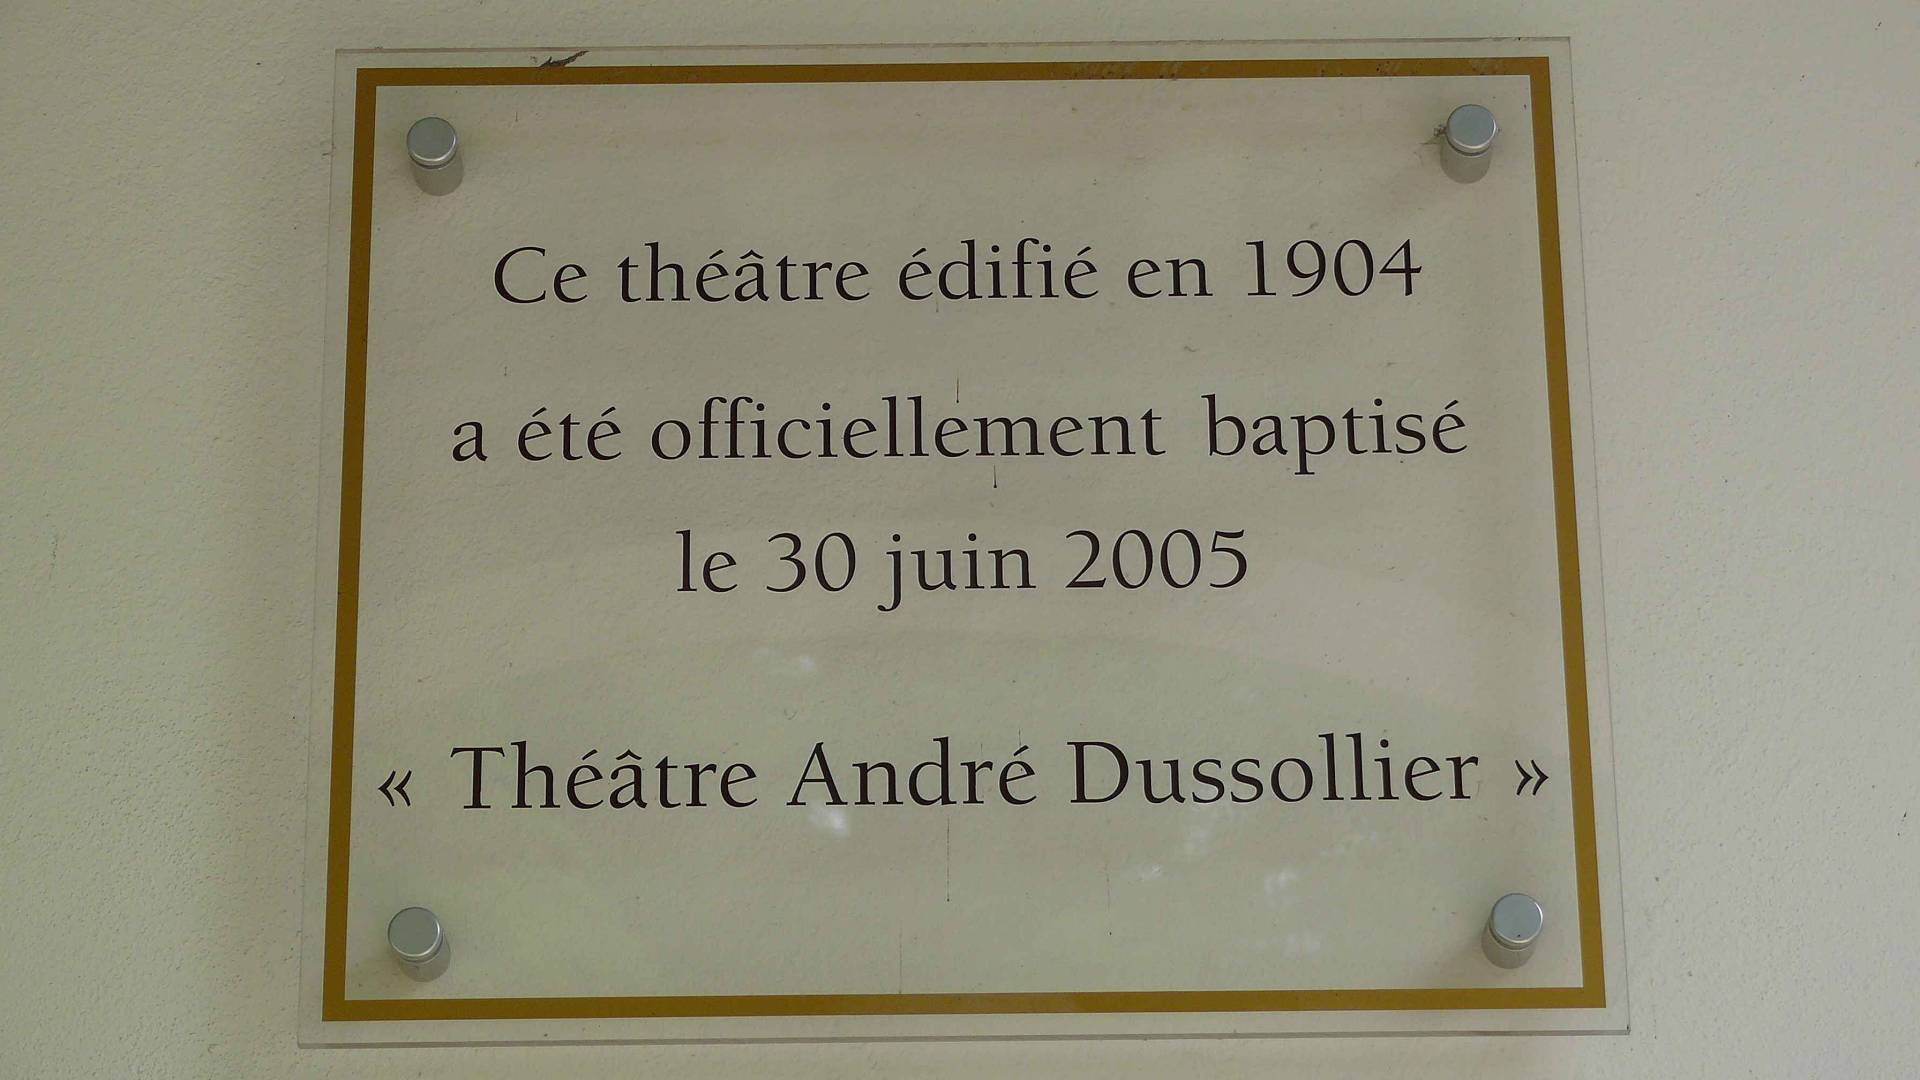 Ce théâtre édifié en 1904
a été officiellement baptisé
le 30 juin 2005
« Théâtre André Dussollier »